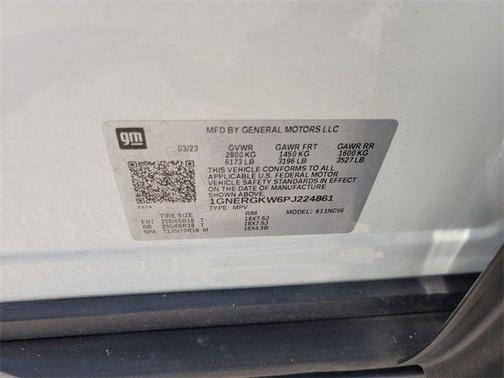 gm
MFD BY GENERAL MOTORS LLC
03/23 GVWR GAWR FRT GAWR RR
2800 KG 1450 KG 1600 KG
6173 LB 3196 LB 3527 LB
THIS VEHICLE CONFORMS TO ALL
APPLICABLE U.S. FEDERAL MOTOR
VEHICLE SAFETY STANDARDS IN
EFFECT ON THE DATE OF MANUFACTURE
SHOWN ABOVE.
1GNERGKW6PJ224861
TYPE: MPV MODEL: 611NC56
TIRE SIZE RIM
FRT 255/65R18 T 18X7.5J
RR 255/65R18 T 18X7.5J
SPA T135/70R18 M 18X4.5B